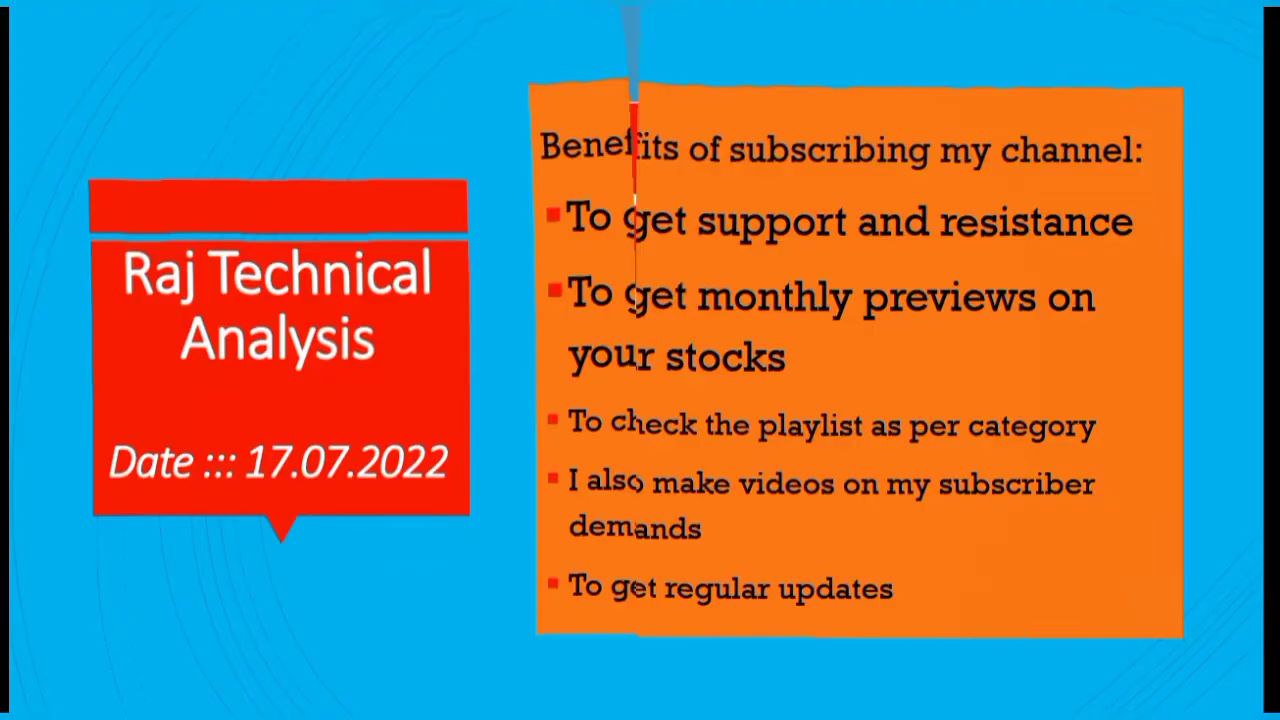 Raj Technical
Analysis
Date ::: 17.07.2022
Benefits of subscribing my channel:
To get support and resistance
To get monthly previews on
your stocks
To check the playlist as per category
I also make videos on my subscriber
demands
To get regular updates